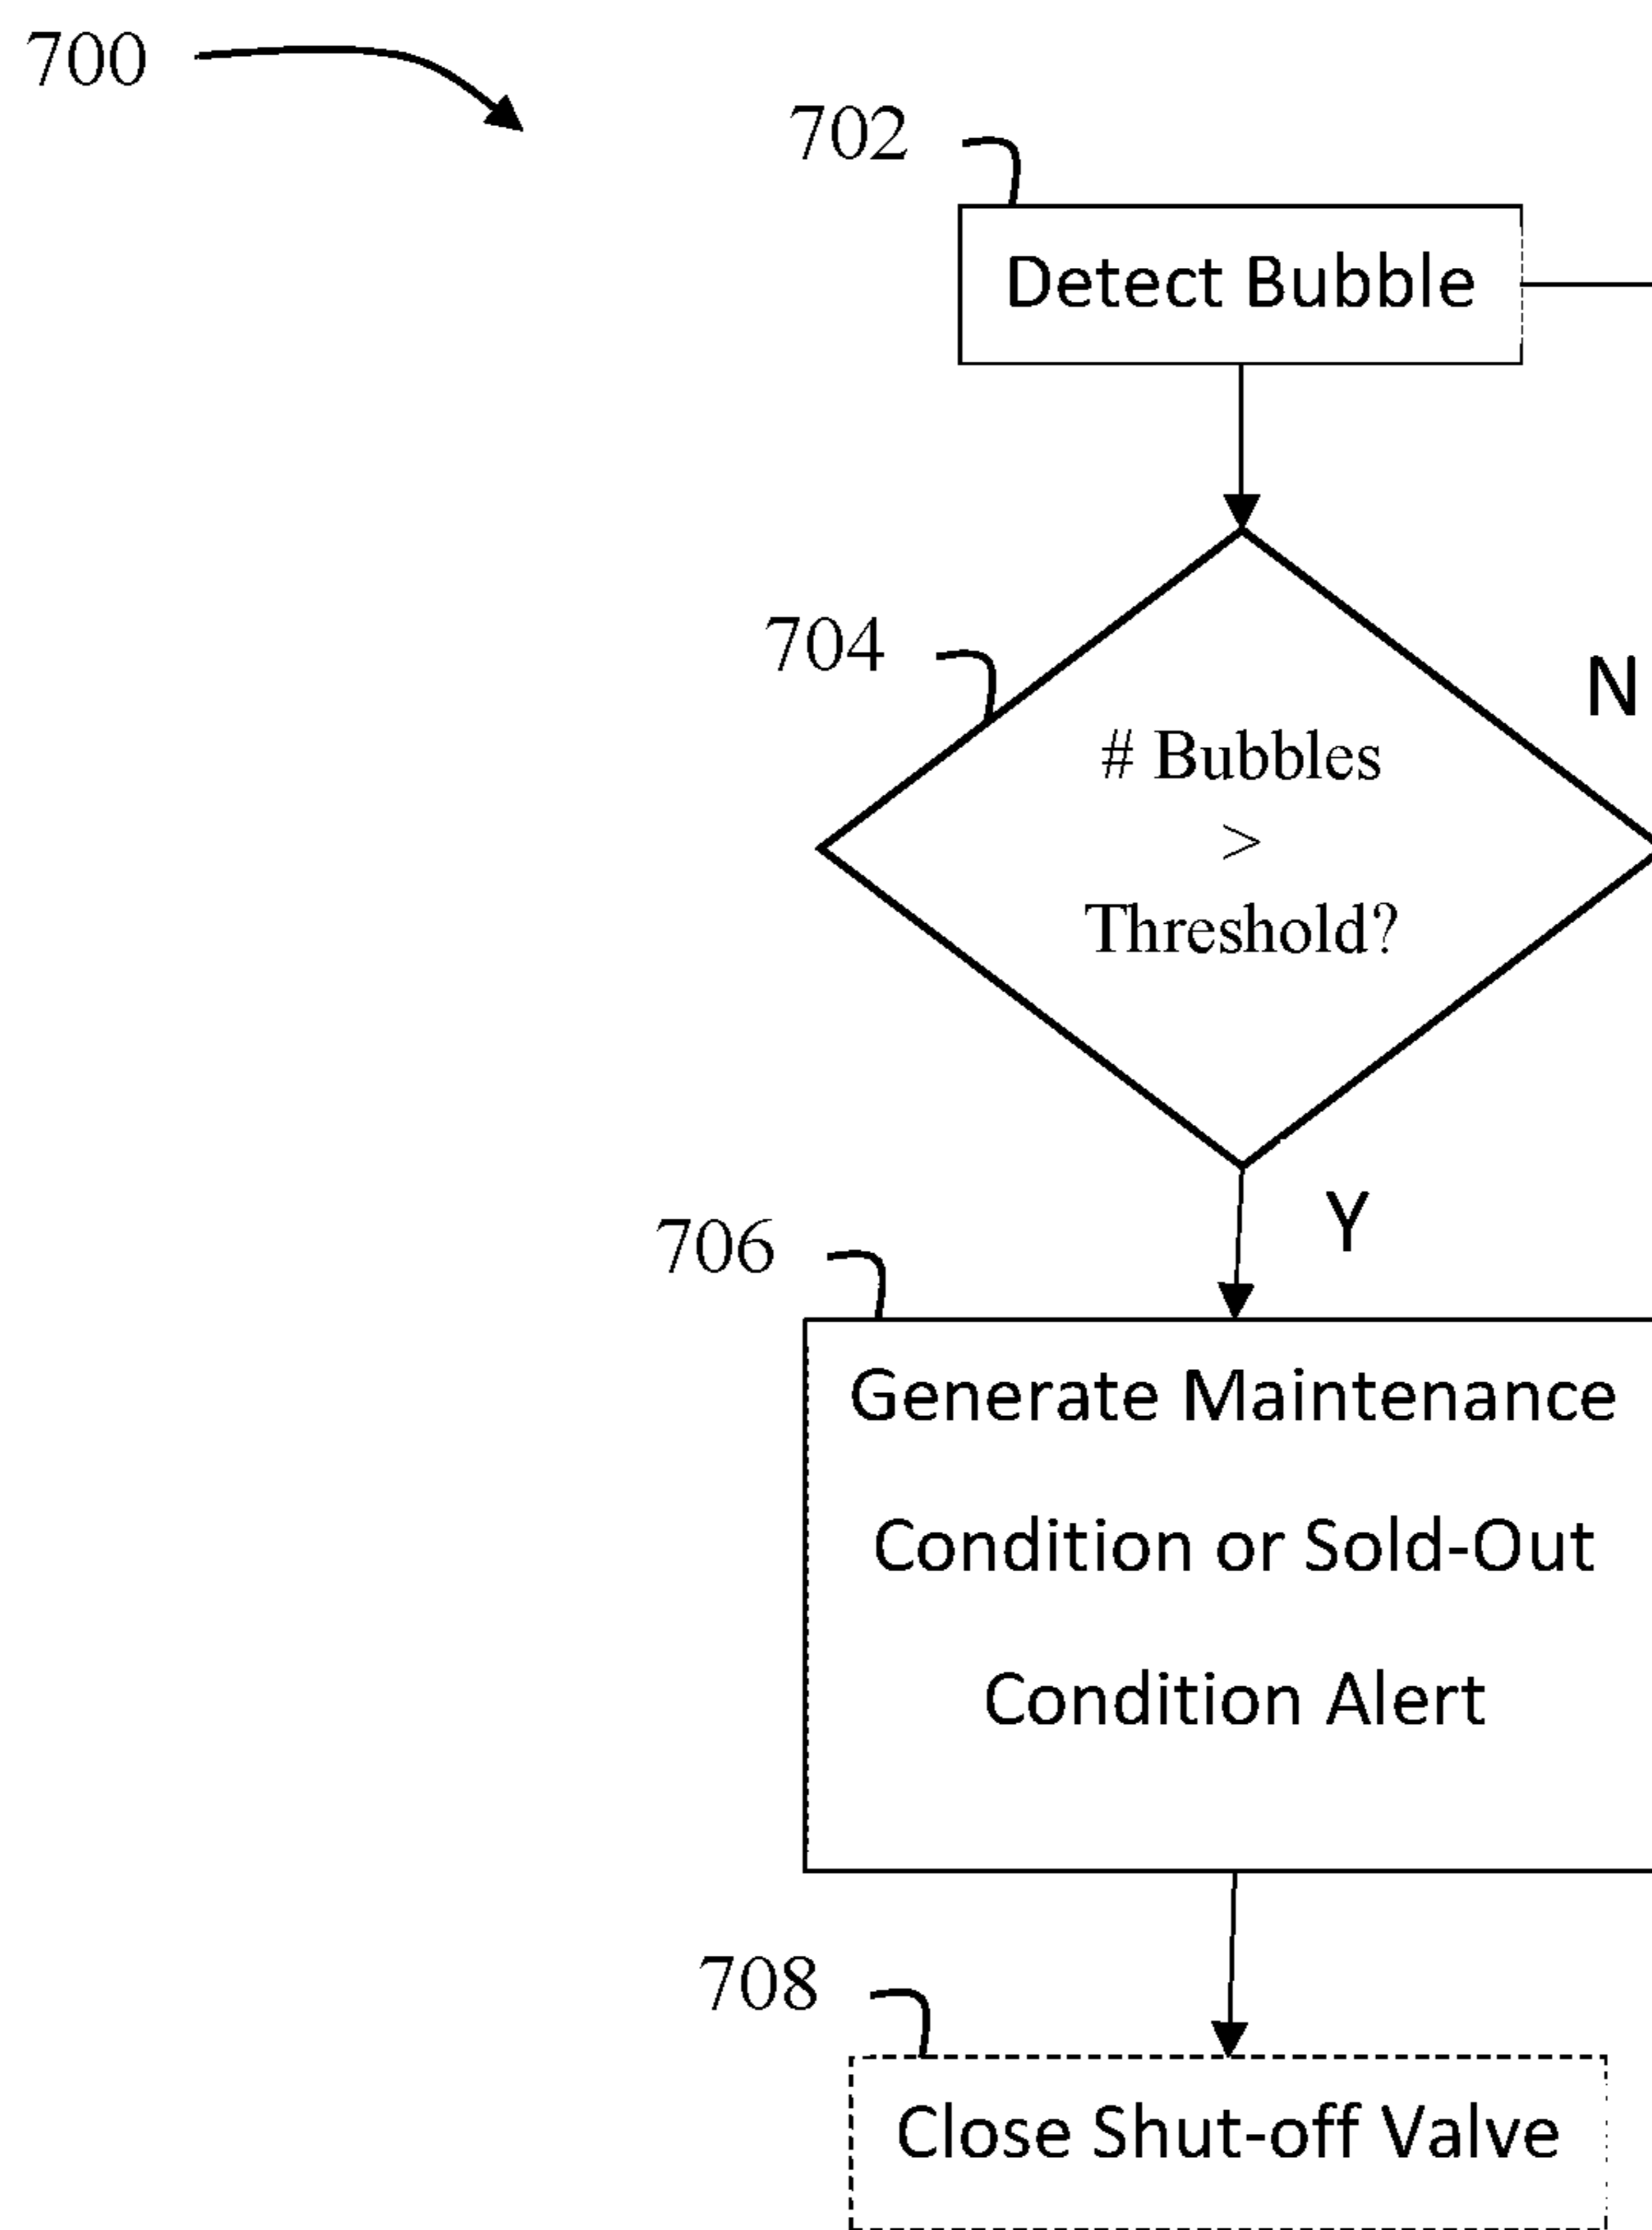 700
702
Detect Bubble
704
N
# Bubbles
>
Threshold?
Y
706
Generate Maintenance
Condition or Sold-Out
Condition Alert
708
Close Shut-off Valve